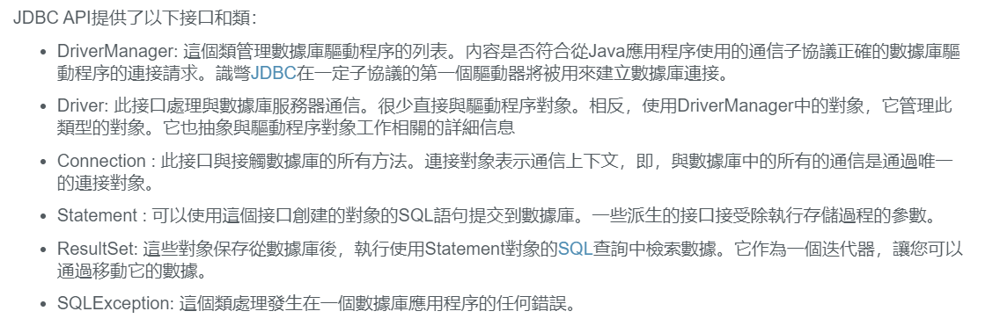 JDBC API提供了以下接口和類：
• DriverManager: 這個類管理數據庫驅動程序的列表。內容是否符合從Java應用程序使用的通信子協議正確的數據庫驅
動程序的連接請求。識彆JDBC在一定子協議的第一個驅動器將被用來建立數據庫連接。
• Driver: 此接口處理與數據庫服務器通信。很少直接與驅動程序對象。相反，使用DriverManager中的對象，它管理此
類型的對象。它也抽象與驅動程序對象工作相關的詳細信息
• Connection : 此接口與接觸數據庫的所有方法。連接對象表示通信上下文，即，與數據庫中的所有的通信是通過唯一
的連接對象。
• Statement : 可以使用這個接口創建的對象的SQL語句提交到數據庫。一些派生的接口接受除執行存儲過程的參數。
• ResultSet: 這些對象保存從數據庫後，執行使用Statement對象的SQL查詢中檢索數據。它作為一個迭代器，讓您可以
通過移動它的數據。
• SQLException: 這個類處理發生在一個數據庫應用程序的任何錯誤。